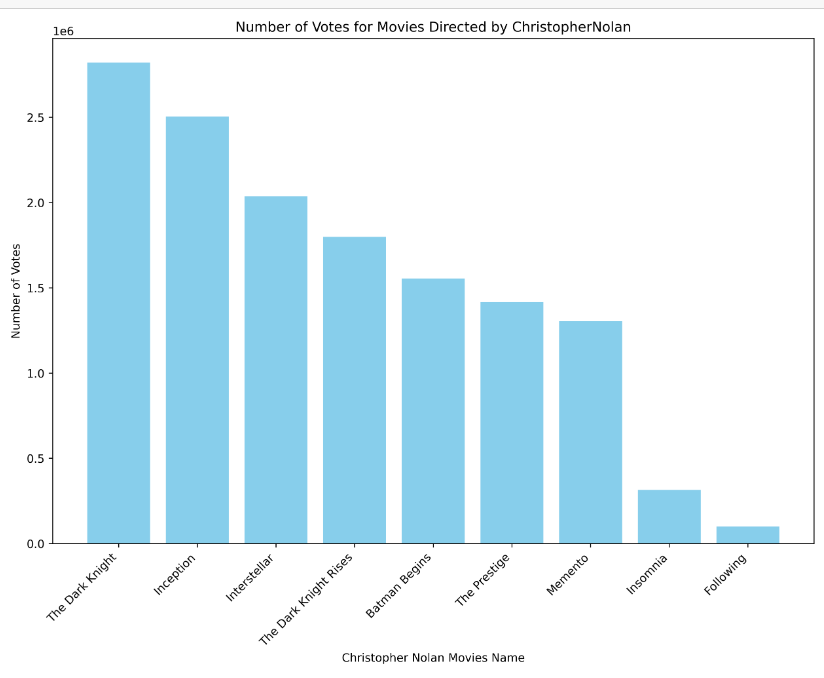 Number of Votes for Movies Directed by ChristopherNolan
1e6
2.5
2.0
1.5
1.0
0.5
0.0
Number of Votes
The Dark Knight
Inception
Interstellar
The Dark Knight Rises
Batman Begins
The Prestige
Memento
Insomnia
Following
Christopher Nolan Movies Name